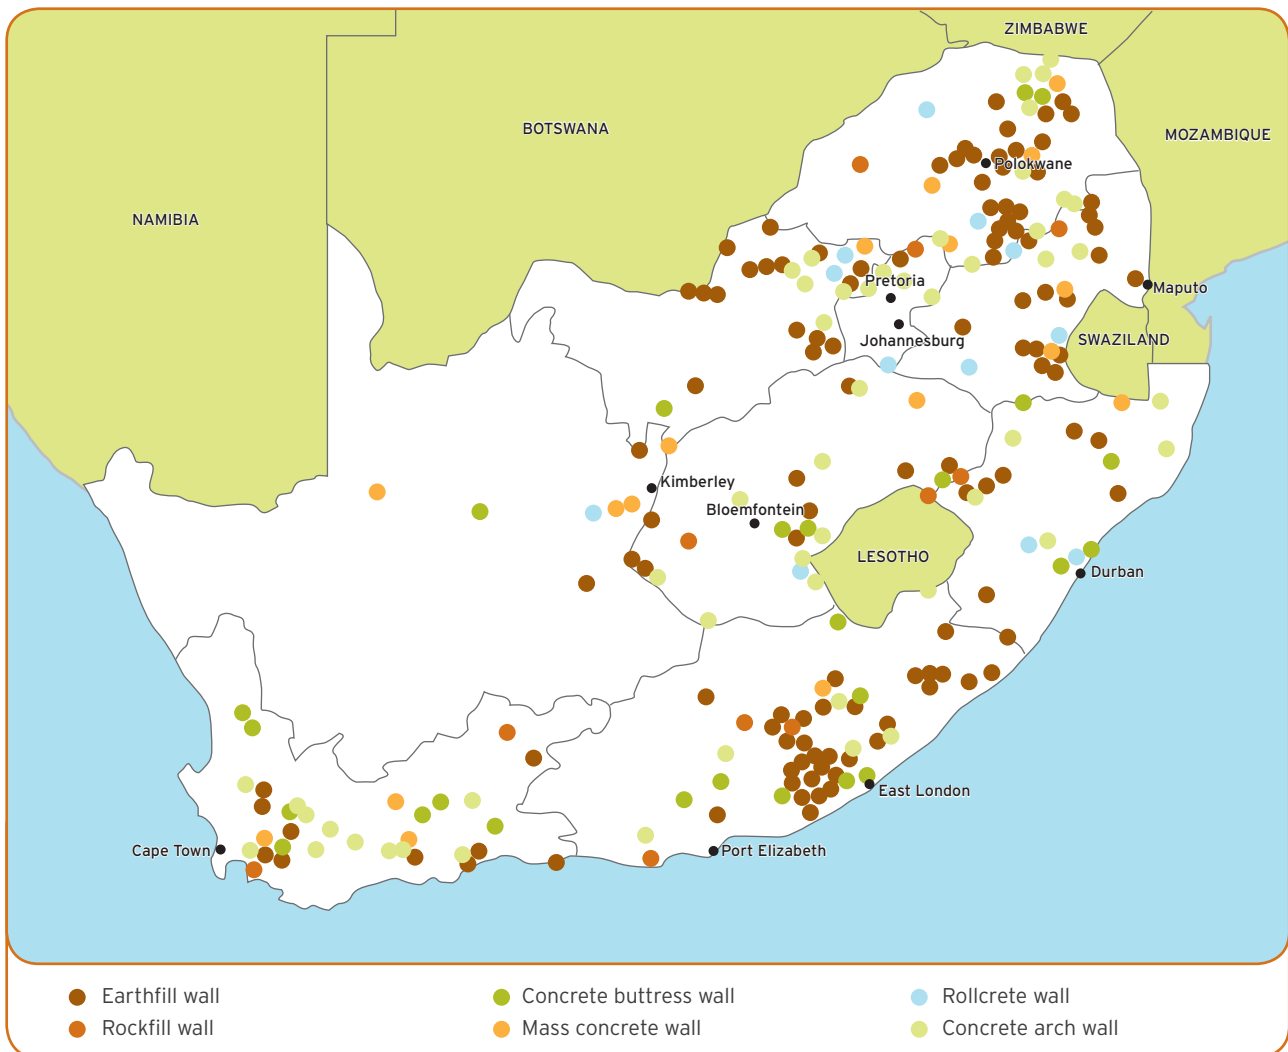 ZIMBABWE
BOTSWANA
MOZAMBIQUE
Polokwane
NAMIBIA
Pretoria
Maputo
Johannesburg
SWAZILAND
Kimberley
Bloemfontein
LESOTHO
Durban
East London
Cape Town
Port Elizabeth
Earthfill wall
Concrete buttress wall
Rollcrete wall
Rockfill wall
Mass concrete wall
Concrete arch wall